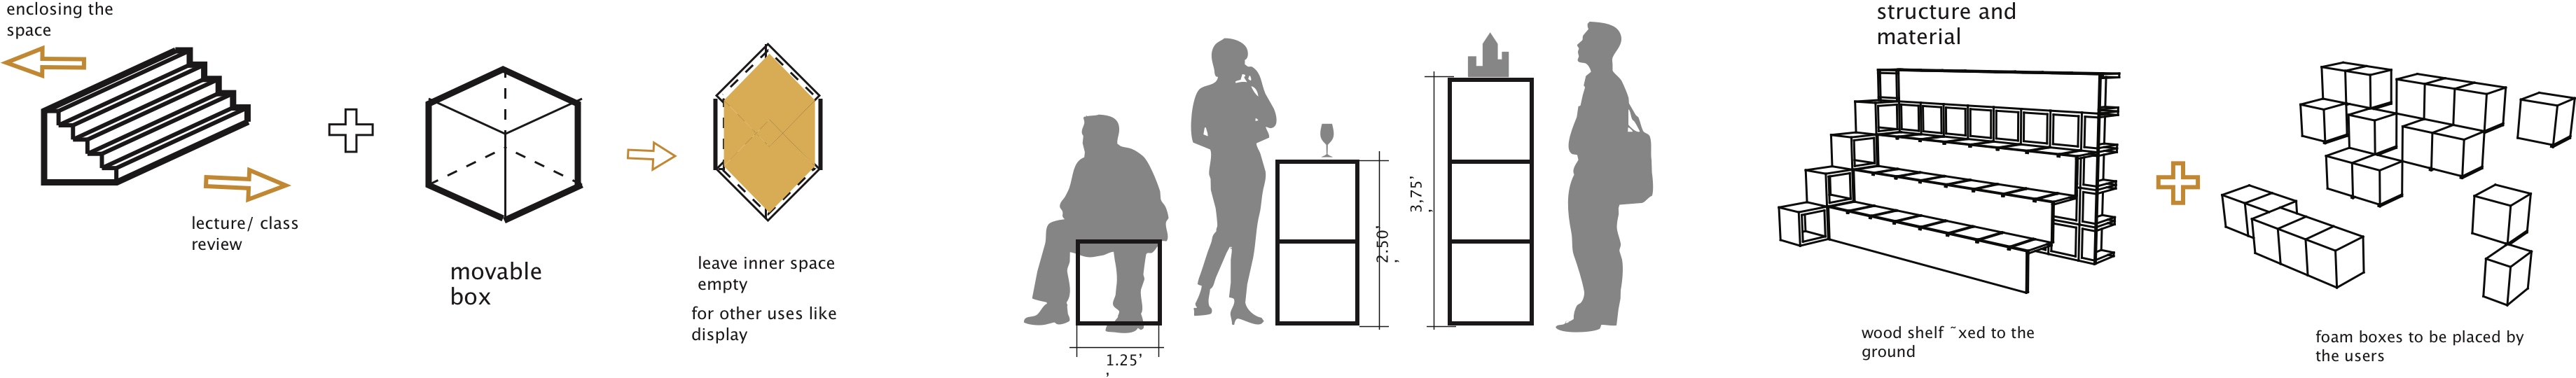 enclosing the
space
lecture/ class
review
movable
box
leave inner space
empty
for other uses like
display
1.25’
’
2.50’
’
3,75’
’
structure and
material
wood shelf ˜xed to the
ground
foam boxes to be placed by
the users